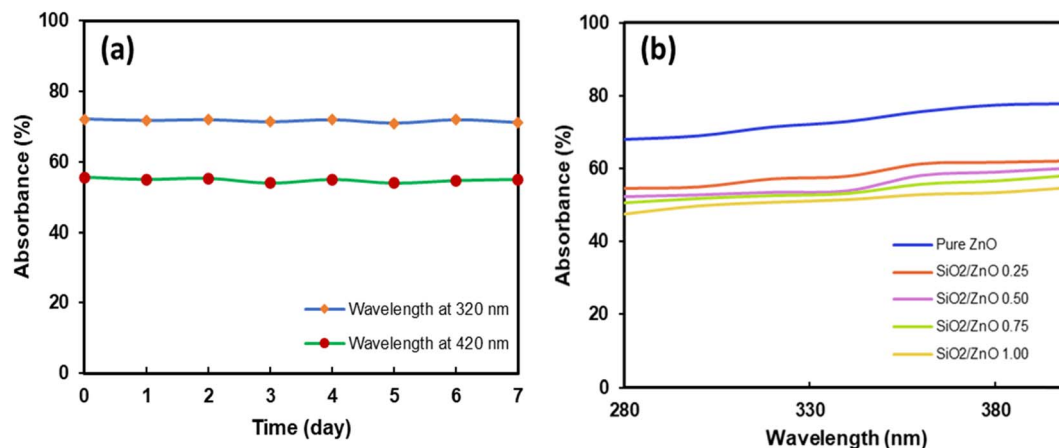 (a)
Absorbance (%)
100
80
60
40
20
0
Wavelength at 320 nm
Wavelength at 420 nm
0 1 2 3 4 5 6 7
Time (day)
(b)
Absorbance (%)
100
80
60
40
20
0
Pure ZnO
SiO2/ZnO 0.25
SiO2/ZnO 0.50
SiO2/ZnO 0.75
SiO2/ZnO 1.00
280 330 380
Wavelength (nm)